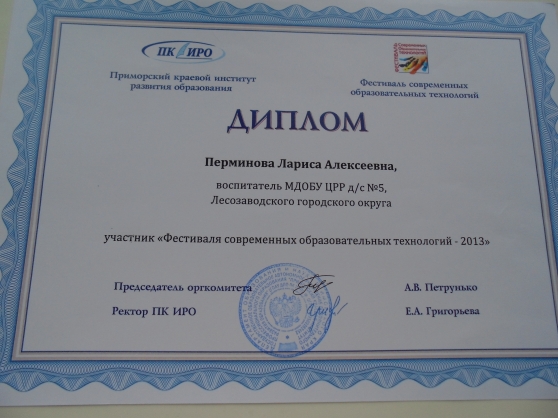 ПК ИРО
Приморский краевой институт
развития образования
Фестиваль современных
образовательных технологий
ДИПЛОМ
Перминова Лариса Алексеевна,
воспитатель МДОБУ ЦРР д/с №5,
Лесозаводского городского округа
участник «Фестиваля современных образовательных технологий - 2013»
Председатель оргкомитета
А.В. Петрунько
Ректор ПК ИРО
Е.А. Григорьева